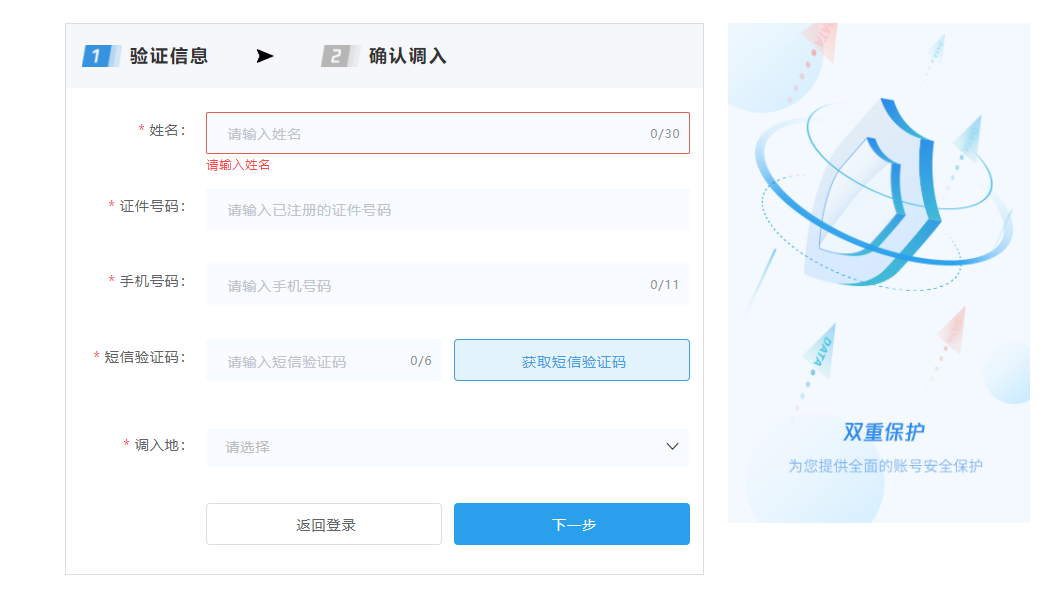 1 验证信息 2 确认调入
* 姓名： 请输入姓名 0/30
请输入姓名
* 证件号码： 请输入已注册的证件号码
* 手机号码： 请输入手机号码 0/11
* 短信验证码： 请输入短信验证码 0/6 获取短信验证码
* 调入地： 请选择
返回登录 下一步
DATA
DATA
双重保护
为您提供全面的账号安全保护